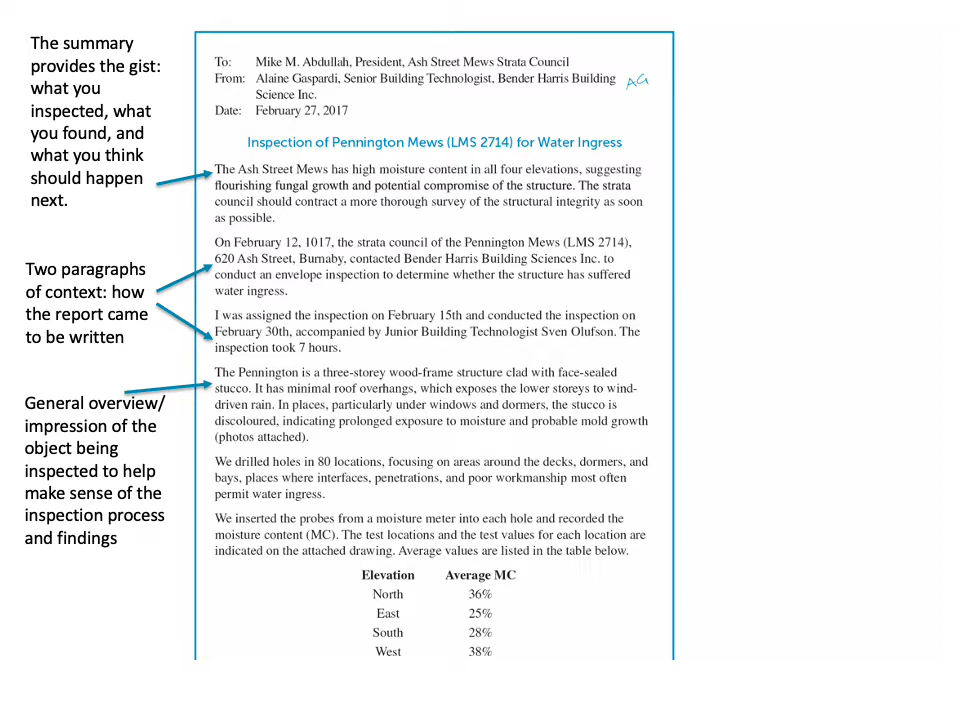 The summary
provides the gist:
what you
inspected, what
you found, and
what you think
should happen
next.
Two paragraphs
of context: how
the report came
to be written
General overview/
impression of the
object being
inspected to help
make sense of the
inspection process
and findings
To: Mike M. Abdullah, President, Ash Street Mews Strata Council
From: Alaine Gaspardi, Senior Building Technologist, Bender Harris Building
Science Inc.
AG
Date: February 27, 2017
Inspection of Pennington Mews (LMS 2714) for Water Ingress
The Ash Street Mews has high moisture content in all four elevations, suggesting
flourishing fungal growth and potential compromise of the structure. The strata
council should contract a more thorough survey of the structural integrity as soon
as possible.
On February 12, 1017, the strata council of the Pennington Mews (LMS 2714),
620 Ash Street, Burnaby, contacted Bender Harris Building Sciences Inc. to
conduct an envelope inspection to determine whether the structure has suffered
water ingress.
I was assigned the inspection on February 15th and conducted the inspection on
February 30th, accompanied by Junior Building Technologist Sven Olufson. The
inspection took 7 hours.
The Pennington is a three-storey wood-frame structure clad with face-sealed
stucco. It has minimal roof overhangs, which exposes the lower storeys to wind-
driven rain. In places, particularly under windows and dormers, the stucco is
discoloured, indicating prolonged exposure to moisture and probable mold growth
(photos attached).
We drilled holes in 80 locations, focusing on areas around the decks, dormers, and
bays, places where interfaces, penetrations, and poor workmanship most often
permit water ingress.
We inserted the probes from a moisture meter into each hole and recorded the
moisture content (MC). The test locations and the test values for each location are
indicated on the attached drawing. Average values are listed in the table below.
Elevation Average MC
North 36%
East 25%
South 28%
West 38%